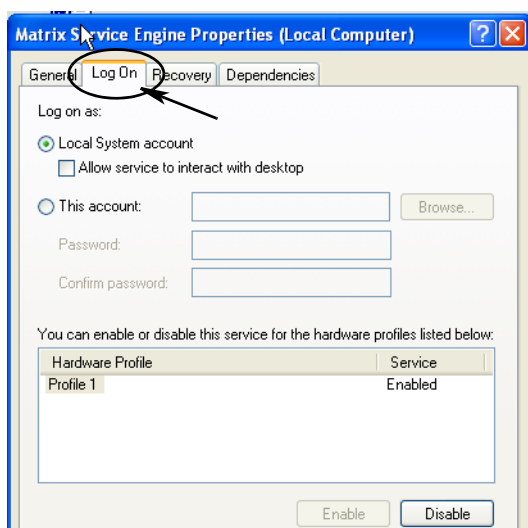 Matrix Service Engine Properties (Local Computer)
General Log On Recovery Dependencies
Log on as:
Local System account
Allow service to interact with desktop
This account: Browse...
Password:
Confirm password:
You can enable or disable this service for the hardware profiles listed below:
Hardware Profile Service
Profile 1 Enabled
Enable Disable